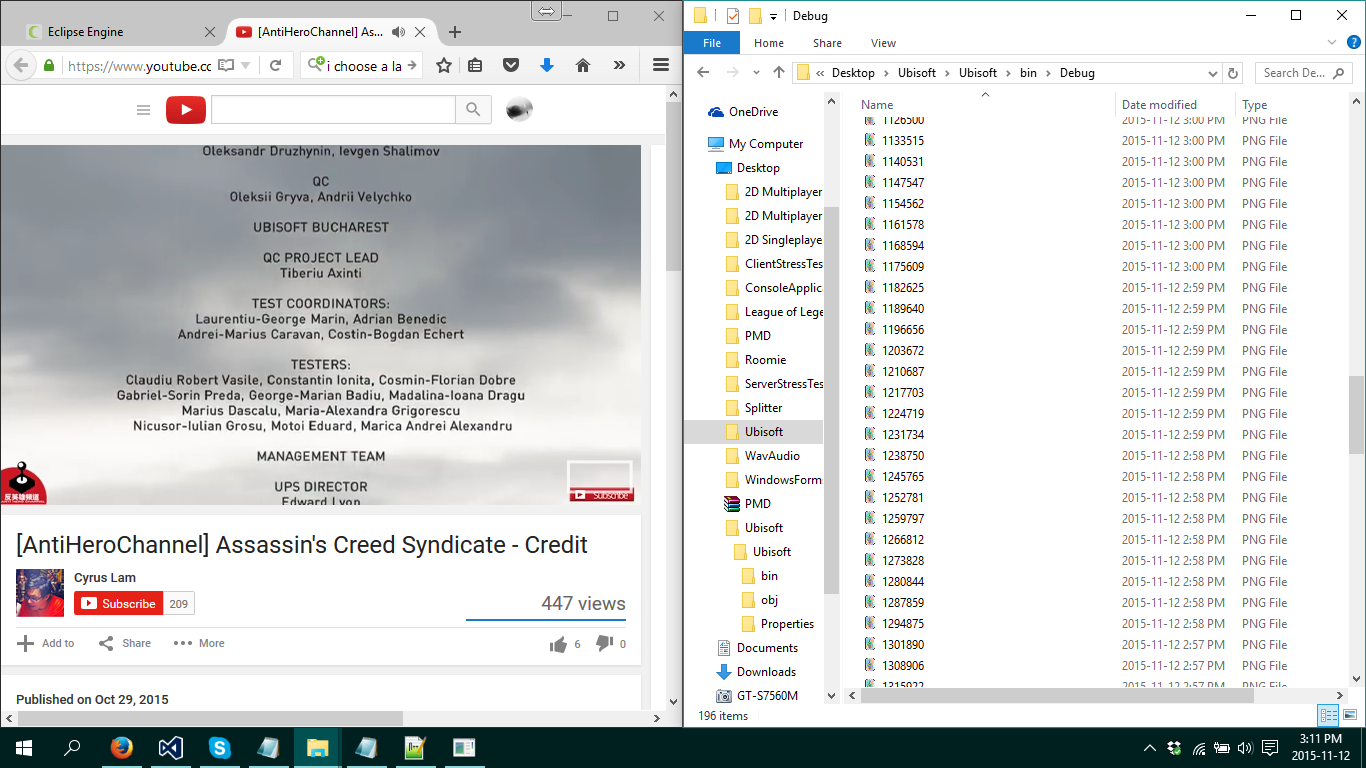 Eclipse Engine
[AntiHeroChannel] As...
https://www.youtube.cc
i choose a la
Oleksandr Druzhynin, Ievgen Shalimov
QC
Oleksii Gryva, Andrii Velychko
UBISOFT BUCHAREST
QC PROJECT LEAD
Tiberiu Axinti
TEST COORDINATORS:
Laurentiu-George Marin, Adrian Benedic
Andrei-Marius Caravan, Costin-Bogdan Echert
TESTERS:
Claudiu Robert Vasile, Constantin Ionita, Cosmin-Florian Dobre
Gabriel-Sorin Preda, George-Marian Badiu, Madalina-Ioana Dragu
Marius Dascalu, Maria-Alexandra Grigorescu
Nicusor-Iulian Grosu, Motoi Eduard, Marica Andrei Alexandru
MANAGEMENT TEAM
UPS DIRECTOR
Edward Lyon
反英雄頻道
Subscribe
[AntiHeroChannel] Assassin's Creed Syndicate - Credit
Cyrus Lam
Subscribe 209
447 views
Add to Share More 6 0
Published on Oct 29, 2015
Debug
File Home Share View
« Desktop Ubisoft Ubisoft bin Debug
Search De...
OneDrive
My Computer
Desktop
2D Multiplayer
2D Multiplayer
2D Singleplaye
ClientStressTes
ConsoleApplic
League of Lege
PMD
Roomie
ServerStressTes
Splitter
Ubisoft
WavAudio
WindowsForm
PMD
Ubisoft
Ubisoft
bin
obj
Properties
Documents
Downloads
GT-S7560M
Name Date modified Type
1126500 2015-11-12 3:00 PM PNG File
1133515 2015-11-12 3:00 PM PNG File
1140531 2015-11-12 3:00 PM PNG File
1147547 2015-11-12 3:00 PM PNG File
1154562 2015-11-12 3:00 PM PNG File
1161578 2015-11-12 3:00 PM PNG File
1168594 2015-11-12 3:00 PM PNG File
1175609 2015-11-12 3:00 PM PNG File
1182625 2015-11-12 2:59 PM PNG File
1189640 2015-11-12 2:59 PM PNG File
1196656 2015-11-12 2:59 PM PNG File
1203672 2015-11-12 2:59 PM PNG File
1210687 2015-11-12 2:59 PM PNG File
1217703 2015-11-12 2:59 PM PNG File
1224719 2015-11-12 2:59 PM PNG File
1231734 2015-11-12 2:59 PM PNG File
1238750 2015-11-12 2:58 PM PNG File
1245765 2015-11-12 2:58 PM PNG File
1252781 2015-11-12 2:58 PM PNG File
1259797 2015-11-12 2:58 PM PNG File
1266812 2015-11-12 2:58 PM PNG File
1273828 2015-11-12 2:58 PM PNG File
1280844 2015-11-12 2:58 PM PNG File
1287859 2015-11-12 2:58 PM PNG File
1294875 2015-11-12 2:58 PM PNG File
1301890 2015-11-12 2:57 PM PNG File
1308906 2015-11-12 2:57 PM PNG File
1315922 2015-11-12 2:57 PM PNG File
196 items
3:11 PM
2015-11-12